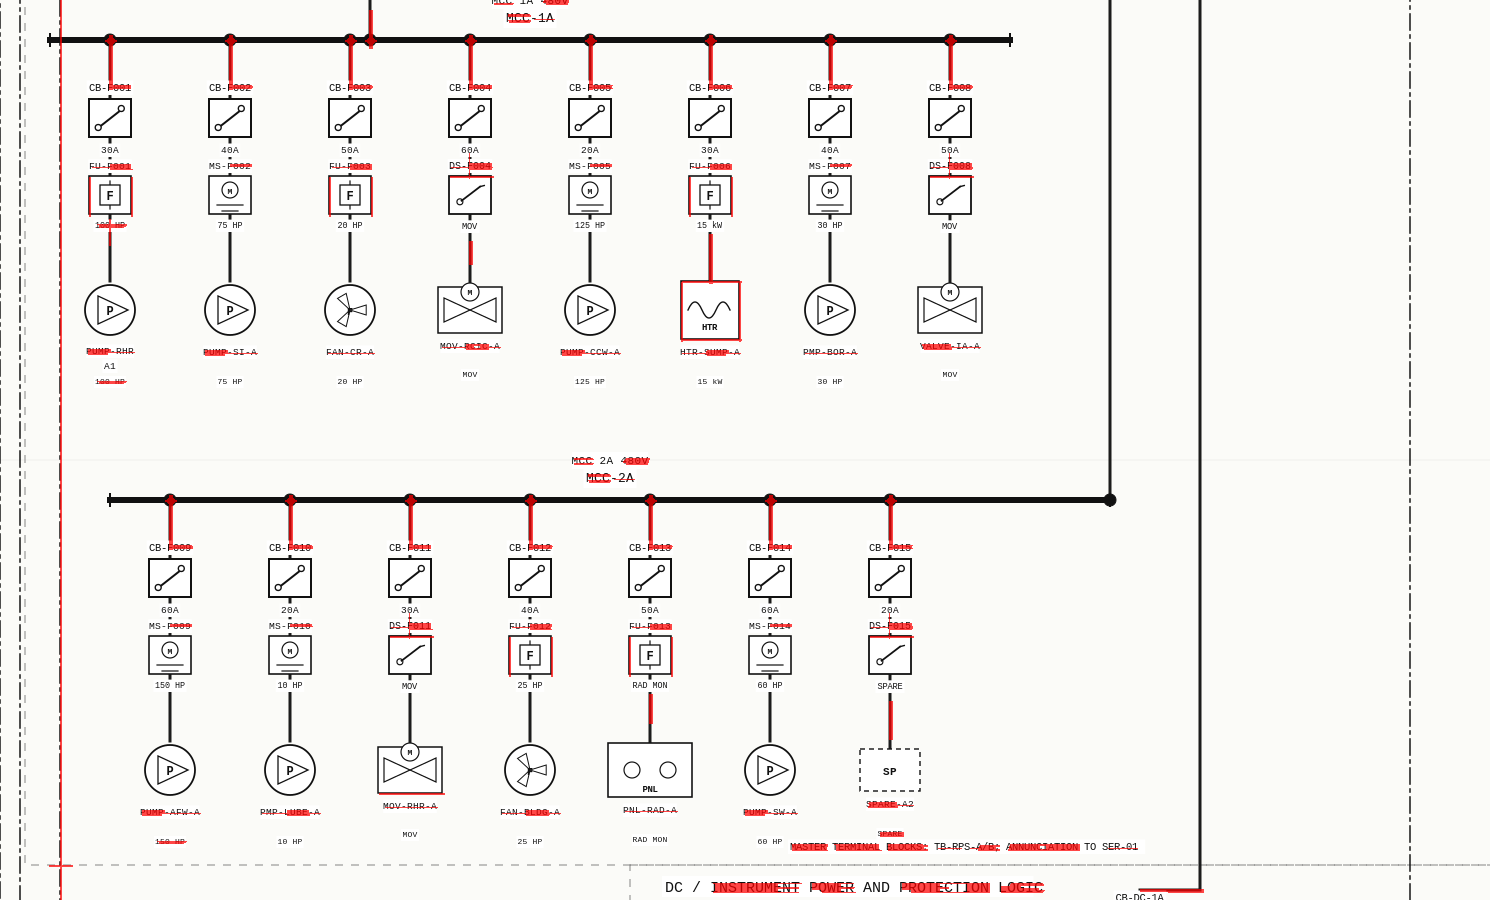 MCC 1A 480V
MCC-1A
CB-F001 CB-F002 CB-F003 CB-F004 CB-F005 CB-F006 CB-F007 CB-F008
30A 40A 50A 60A 20A 30A 40A 50A
FU-F001 MS-F002 FU-F003 DS-F004 MS-F005 FU-F006 MS-F007 DS-F008
F M F M F M
100 HP 75 HP 20 HP MOV 125 HP 15 kW 30 HP MOV
M M
P P P P
HTR
PUMP-RHR PUMP-SI-A FAN-CR-A MOV-RCIC-A PUMP-CCW-A HTR-SUMP-A PMP-BOR-A VALVE-IA-A
A1
100 HP 75 HP 20 HP MOV 125 HP 15 kW 30 HP MOV
MCC 2A 480V
MCC-2A
CB-F009 CB-F010 CB-F011 CB-F012 CB-F013 CB-F014 CB-F015
60A 20A 30A 40A 50A 60A 20A
MS-F009 MS-F010 DS-F011 FU-F012 FU-F013 MS-F014 DS-F015
M M F F M
150 HP 10 HP MOV 25 HP RAD MON 60 HP SPARE
M
P P P SP
PNL
PUMP-AFW-A PMP-LUBE-A MOV-RHR-A FAN-BLDG-A PNL-RAD-A PUMP-SW-A SPARE-A2
150 HP 10 HP MOV 25 HP RAD MON 60 HP SPARE
MASTER TERMINAL BLOCKS: TB-RPS-A/B; ANNUNCIATION TO SER-01
DC / INSTRUMENT POWER AND PROTECTION LOGIC
CB-DC-1A